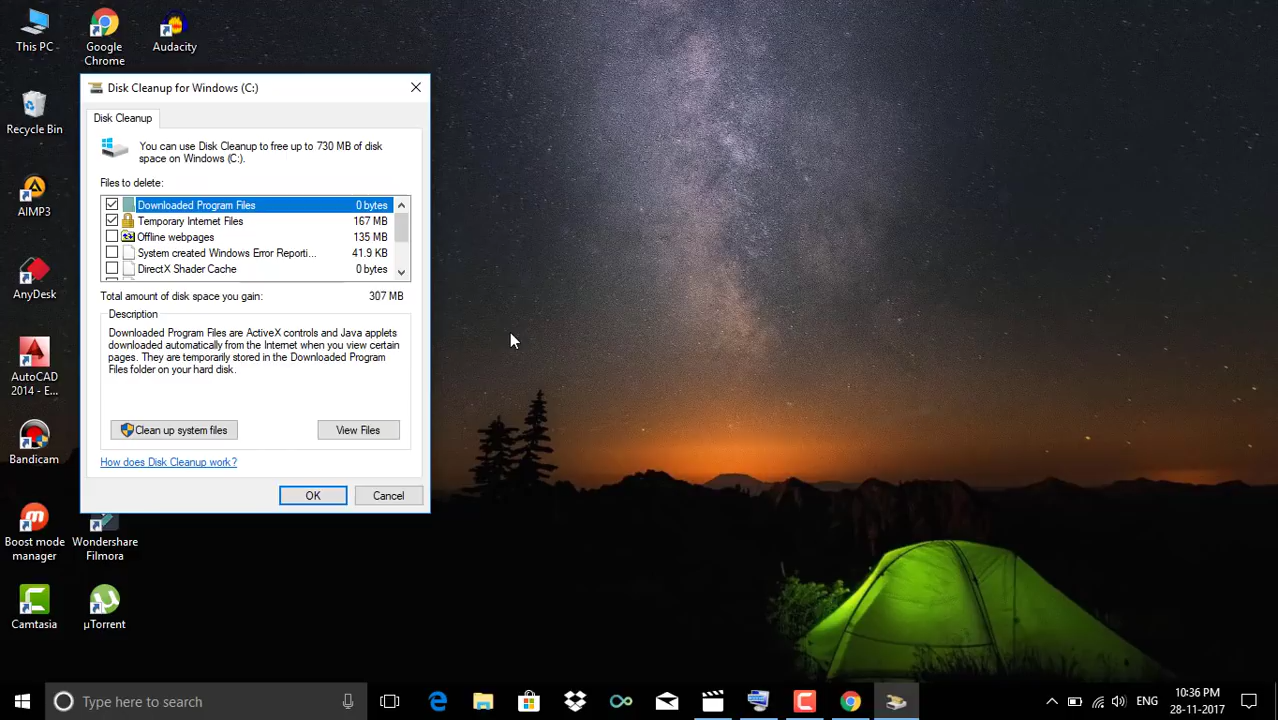 This PC
Google
Chrome
Audacity
Disk Cleanup for Windows (C:)
Disk Cleanup
You can use Disk Cleanup to free up to 730 MB of disk
space on Windows (C:).
Files to delete:
Downloaded Program Files 0 bytes
Temporary Internet Files 167 MB
Offline webpages 135 MB
System created Windows Error Reporti... 41.9 KB
DirectX Shader Cache 0 bytes
Total amount of disk space you gain: 307 MB
Description
Downloaded Program Files are ActiveX controls and Java applets
downloaded automatically from the Internet when you view certain
pages. They are temporarily stored in the Downloaded Program
Files folder on your hard disk.
Clean up system files
View Files
How does Disk Cleanup work?
OK
Cancel
Recycle Bin
AIMP3
AnyDesk
AutoCAD
2014 - E...
Bandicam
Boost mode
manager
Wondershare
Filmora
Camtasia
µTorrent
Type here to search
ENG
10:36 PM
28-11-2017